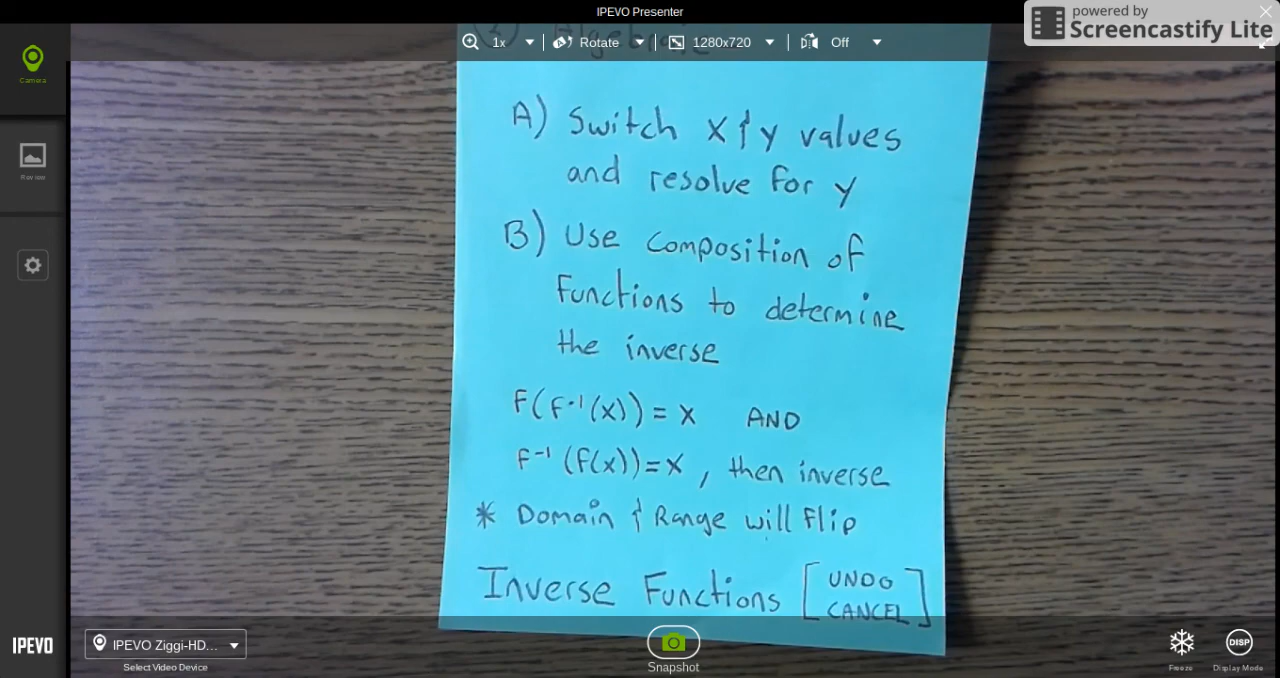 IPEVO Presenter
powered by
Screencastify Lite
1x Rotate 1280x720 Off
Camera
Review
② Algebraic
A) Switch x & y values
and resolve for y
B) Use composition of
functions to determine
the inverse
F(F⁻¹(x)) = x AND
F⁻¹(F(x)) = x, then inverse
* Domain & Range will flip
Inverse Functions [UNDO
CANCEL]
IPEVO
IPEVO Ziggi-HD...
Select Video Device
Snapshot
Freeze
DISP
Display Mode